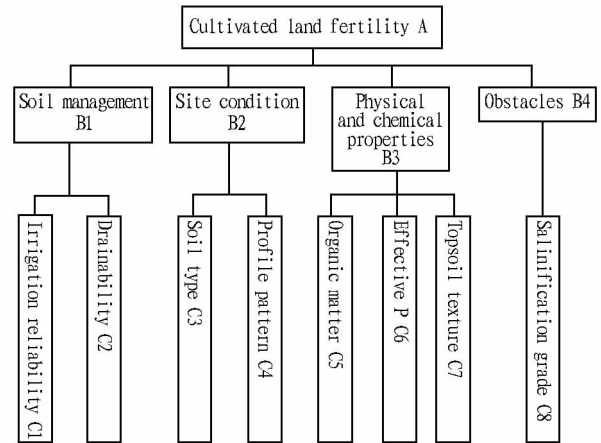 Cultivated land fertility A
Soil management
B1
Site condition
B2
Physical
and chemical
properties
B3
Obstacles B4
Irrigation reliability C1
Drainability C2
Soil type C3
Profile pattern C4
Organic matter C5
Effective P C6
Topsoil texture C7
Salinification grade C8